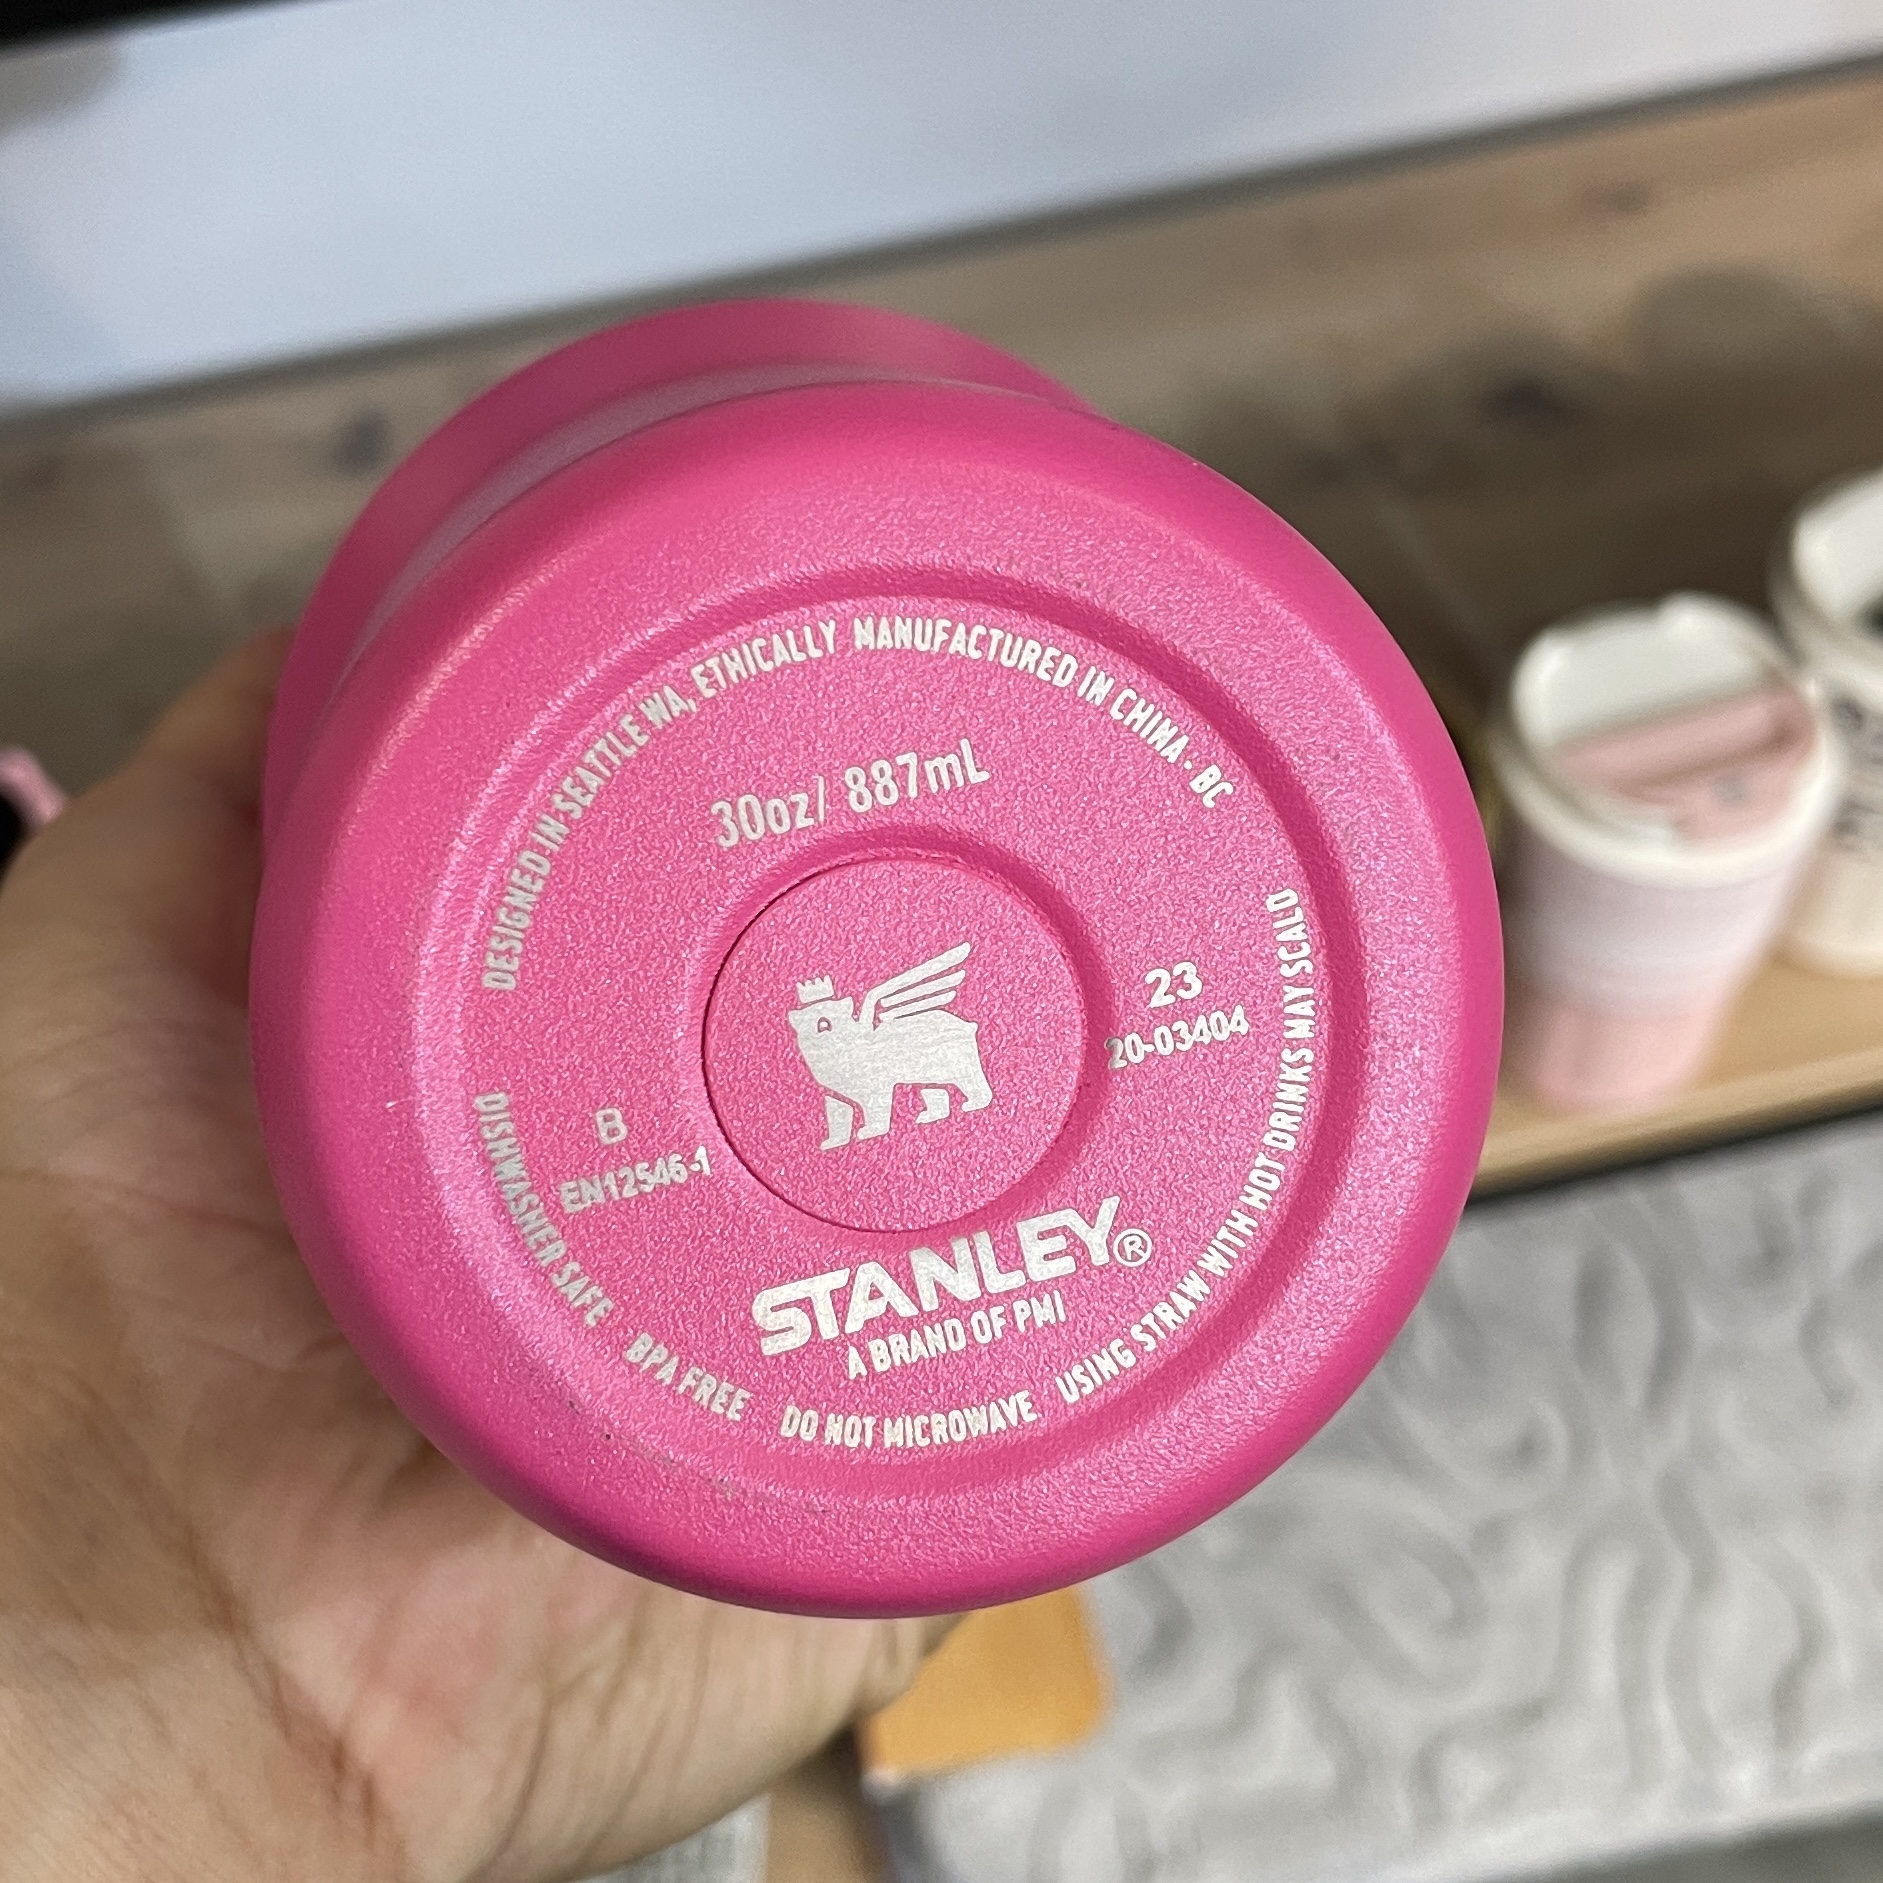 DESIGNED IN SEATTLE WA, ETHICALLY MANUFACTURED IN CHINA · BC
30oz/ 887mL
23
20-03404
B
EN12546-1
STANLEY®
A BRAND OF PMI
DISHWASHER SAFE BPA FREE DO NOT MICROWAVE USING STRAW WITH HOT DRINKS MAY SCALD